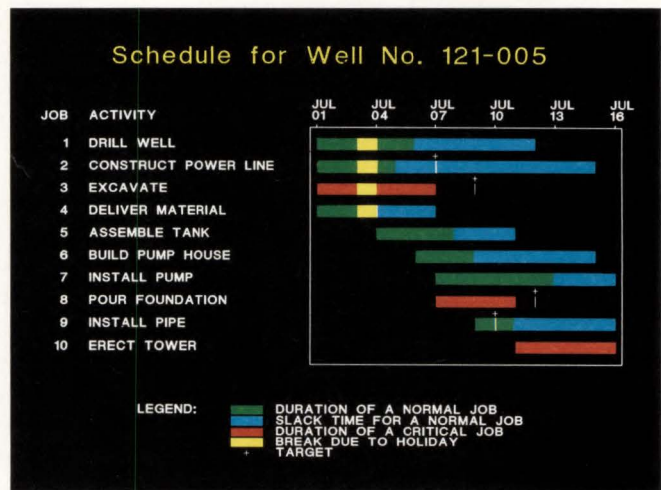 Schedule for Well No. 121-005
JOB ACTIVITY
JUL 01 JUL 04 JUL 07 JUL 10 JUL 13 JUL 16
1 DRILL WELL
2 CONSTRUCT POWER LINE
3 EXCAVATE
4 DELIVER MATERIAL
5 ASSEMBLE TANK
6 BUILD PUMP HOUSE
7 INSTALL PUMP
8 POUR FOUNDATION
9 INSTALL PIPE
10 ERECT TOWER
LEGEND: DURATION OF A NORMAL JOB
SLACK TIME FOR A NORMAL JOB
DURATION OF A CRITICAL JOB
BREAK DUE TO HOLIDAY
+ TARGET